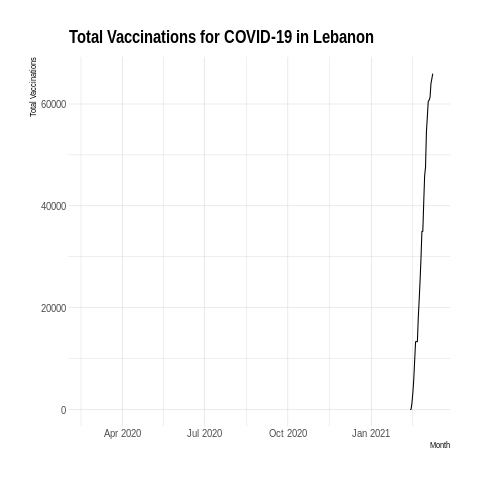 Total Vaccinations for COVID-19 in Lebanon
Total Vaccinations
60000
40000
20000
0
Apr 2020
Jul 2020
Oct 2020
Jan 2021
Month